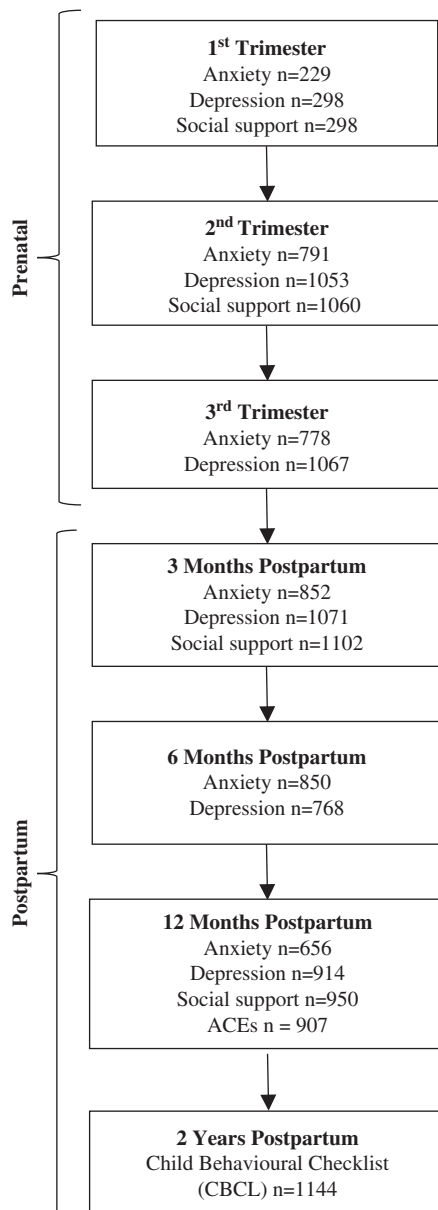 Prenatal
1st Trimester
Anxiety n=229
Depression n=298
Social support n=298
2nd Trimester
Anxiety n=791
Depression n=1053
Social support n=1060
3rd Trimester
Anxiety n=778
Depression n=1067
Postpartum
3 Months Postpartum
Anxiety n=852
Depression n=1071
Social support n=1102
6 Months Postpartum
Anxiety n=850
Depression n=768
12 Months Postpartum
Anxiety n=656
Depression n=914
Social support n=950
ACEs n = 907
2 Years Postpartum
Child Behavioural Checklist
(CBCL) n=1144